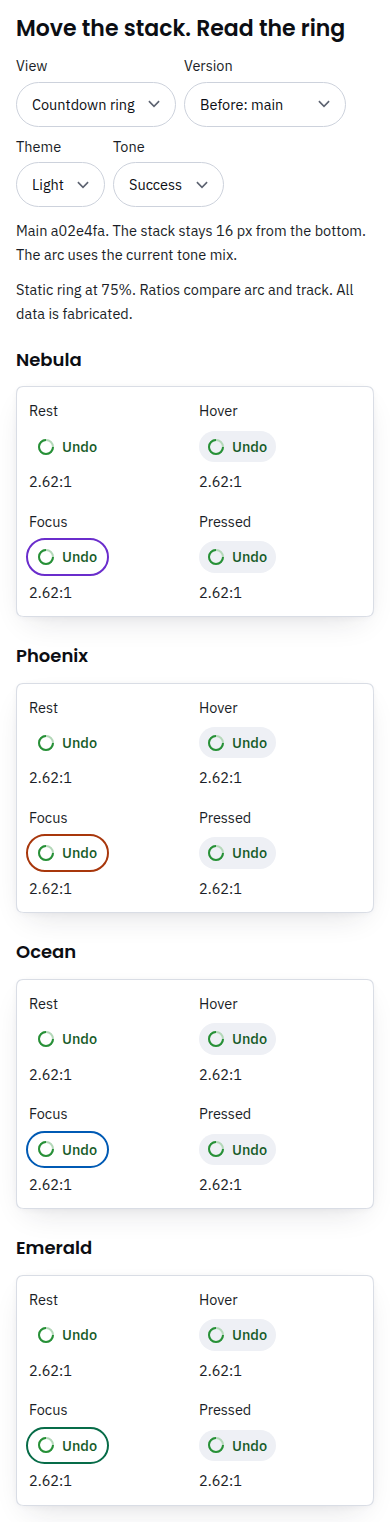 Move the stack. Read the ring
View Version
Countdown ring Before: main
Theme Tone
Light Success
Main a02e4fa. The stack stays 16 px from the bottom.
The arc uses the current tone mix.
Static ring at 75%. Ratios compare arc and track. All
data is fabricated.
Nebula
Rest Hover
Undo Undo
2.62:1 2.62:1
Focus Pressed
Undo Undo
2.62:1 2.62:1
Phoenix
Rest Hover
Undo Undo
2.62:1 2.62:1
Focus Pressed
Undo Undo
2.62:1 2.62:1
Ocean
Rest Hover
Undo Undo
2.62:1 2.62:1
Focus Pressed
Undo Undo
2.62:1 2.62:1
Emerald
Rest Hover
Undo Undo
2.62:1 2.62:1
Focus Pressed
Undo Undo
2.62:1 2.62:1